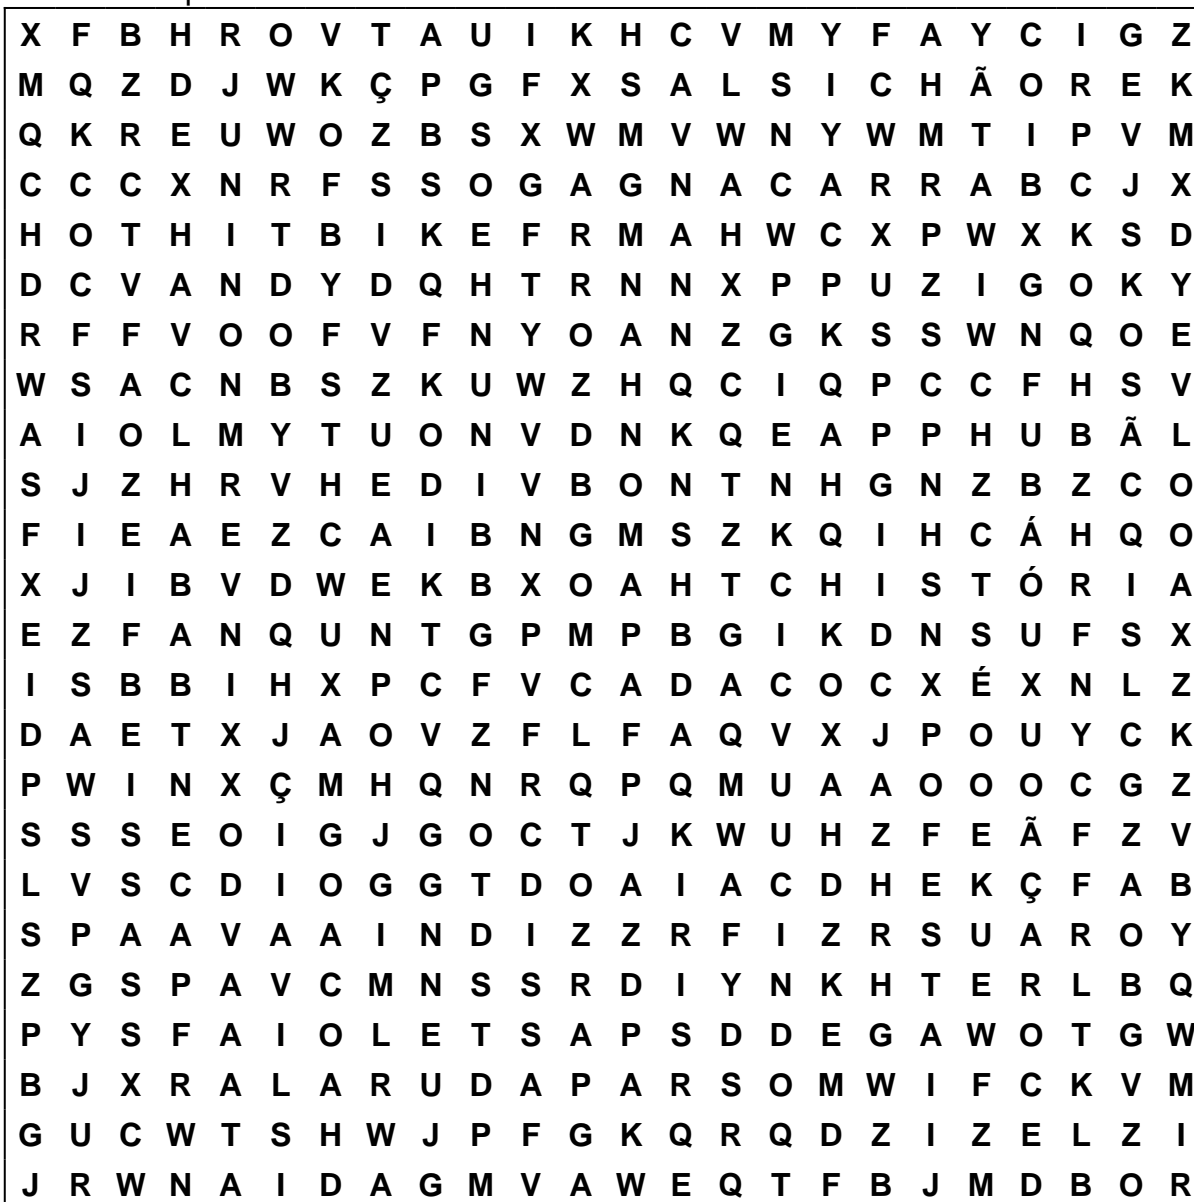 X F B H R O V T A U I K H C V M Y F A Y C I G Z
M Q Z D J W K Ç P G F X S A L S I C H Ã O R E K
Q K R E U W O Z B S X W M V W N Y W M T I P V M
C C C X N R F S S O G A G N A C A R R A B C J X
H O T H I T B I K E F R M A H W C X P W X K S D
D C V A N D Y D Q H T R N N X P P U Z I G O K Y
R F F V O O F V F N Y O A N Z G K S S W N Q O E
W S A C N B S Z K U W Z H Q C I Q P C C F H S V
A I O L M Y T U O N V D N K Q E A P P H U B Ã L
S J Z H R V H E D I V B O N T N H G N Z B Z C O
F I E A E Z C A I B N G M S Z K Q I H C Á H Q O
X J I B V D W E K B X O A H T C H I S T Ó R I A
E Z F A N Q U N T G P M P B G I K D N S U F S X
I S B B I H X P C F V C A D A C O C X É X N L Z
D A E T X J A O V Z F L F A Q V X J P O U Y C K
P W I N X Ç M H Q N R Q P Q M U A A O O O C G Z
S S S E O I G J G O C T J K W U H Z F E Ã F Z V
L V S C D I O G G T D O A I A C D H E K Ç F A B
S P A A V A A I N D I Z Z R F I Z R S U A R O Y
Z G S P A V C M N S S R D I Y N K H T E R L B Q
P Y S F A I O L E T S A P S D D E G A W O T G W
B J X R A L A R U D A P A R S O M W I F C K V M
G U C W T S H W J P F G K Q R Q D Z I Z E L Z I
J R W N A I D A G M V A W E Q T F B J M D B O R